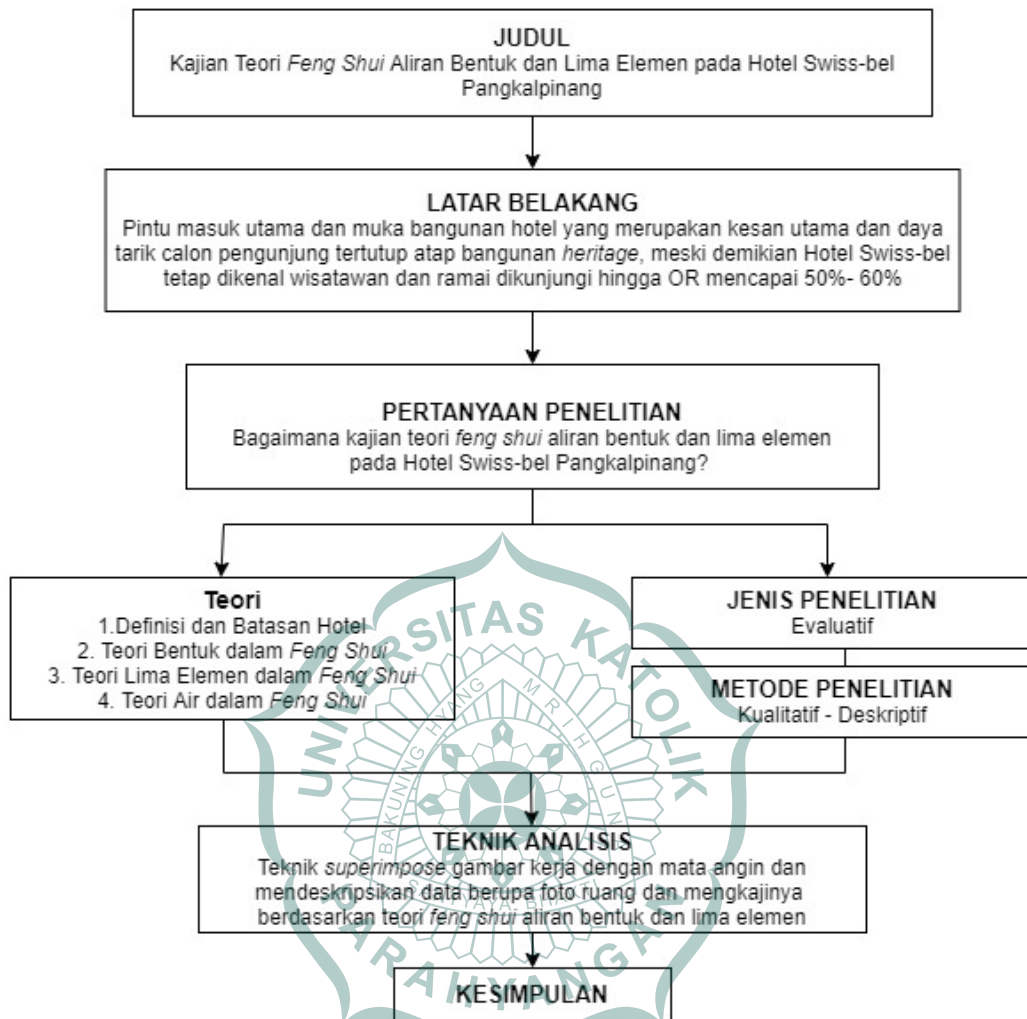 JUDUL
Kajian Teori Feng Shui Aliran Bentuk dan Lima Elemen pada Hotel Swiss-bel
Pangkalpinang
LATAR BELAKANG
Pintu masuk utama dan muka bangunan hotel yang merupakan kesan utama dan daya
tarik calon pengunjung tertutup atap bangunan heritage, meski demikian Hotel Swiss-bel
tetap dikenal wisatawan dan ramai dikunjungi hingga OR mencapai 50%- 60%
PERTANYAAN PENELITIAN
Bagaimana kajian teori feng shui aliran bentuk dan lima elemen
pada Hotel Swiss-bel Pangkalpinang?
Teori
1.Definisi dan Batasan Hotel
2. Teori Bentuk dalam Feng Shui
3. Teori Lima Elemen dalam Feng Shui
4. Teori Air dalam Feng Shui
JENIS PENELITIAN
Evaluatif
METODE PENELITIAN
Kualitatif - Deskriptif
TEKNIK ANALISIS
Teknik superimpose gambar kerja dengan mata angin dan
mendeskripsikan data berupa foto ruang dan mengkajinya
berdasarkan teori feng shui aliran bentuk dan lima elemen
KESIMPULAN
UNIVERSITAS KATOLIK
PARAHYANGAN
BAKUNING HYANG MRIH GUNA